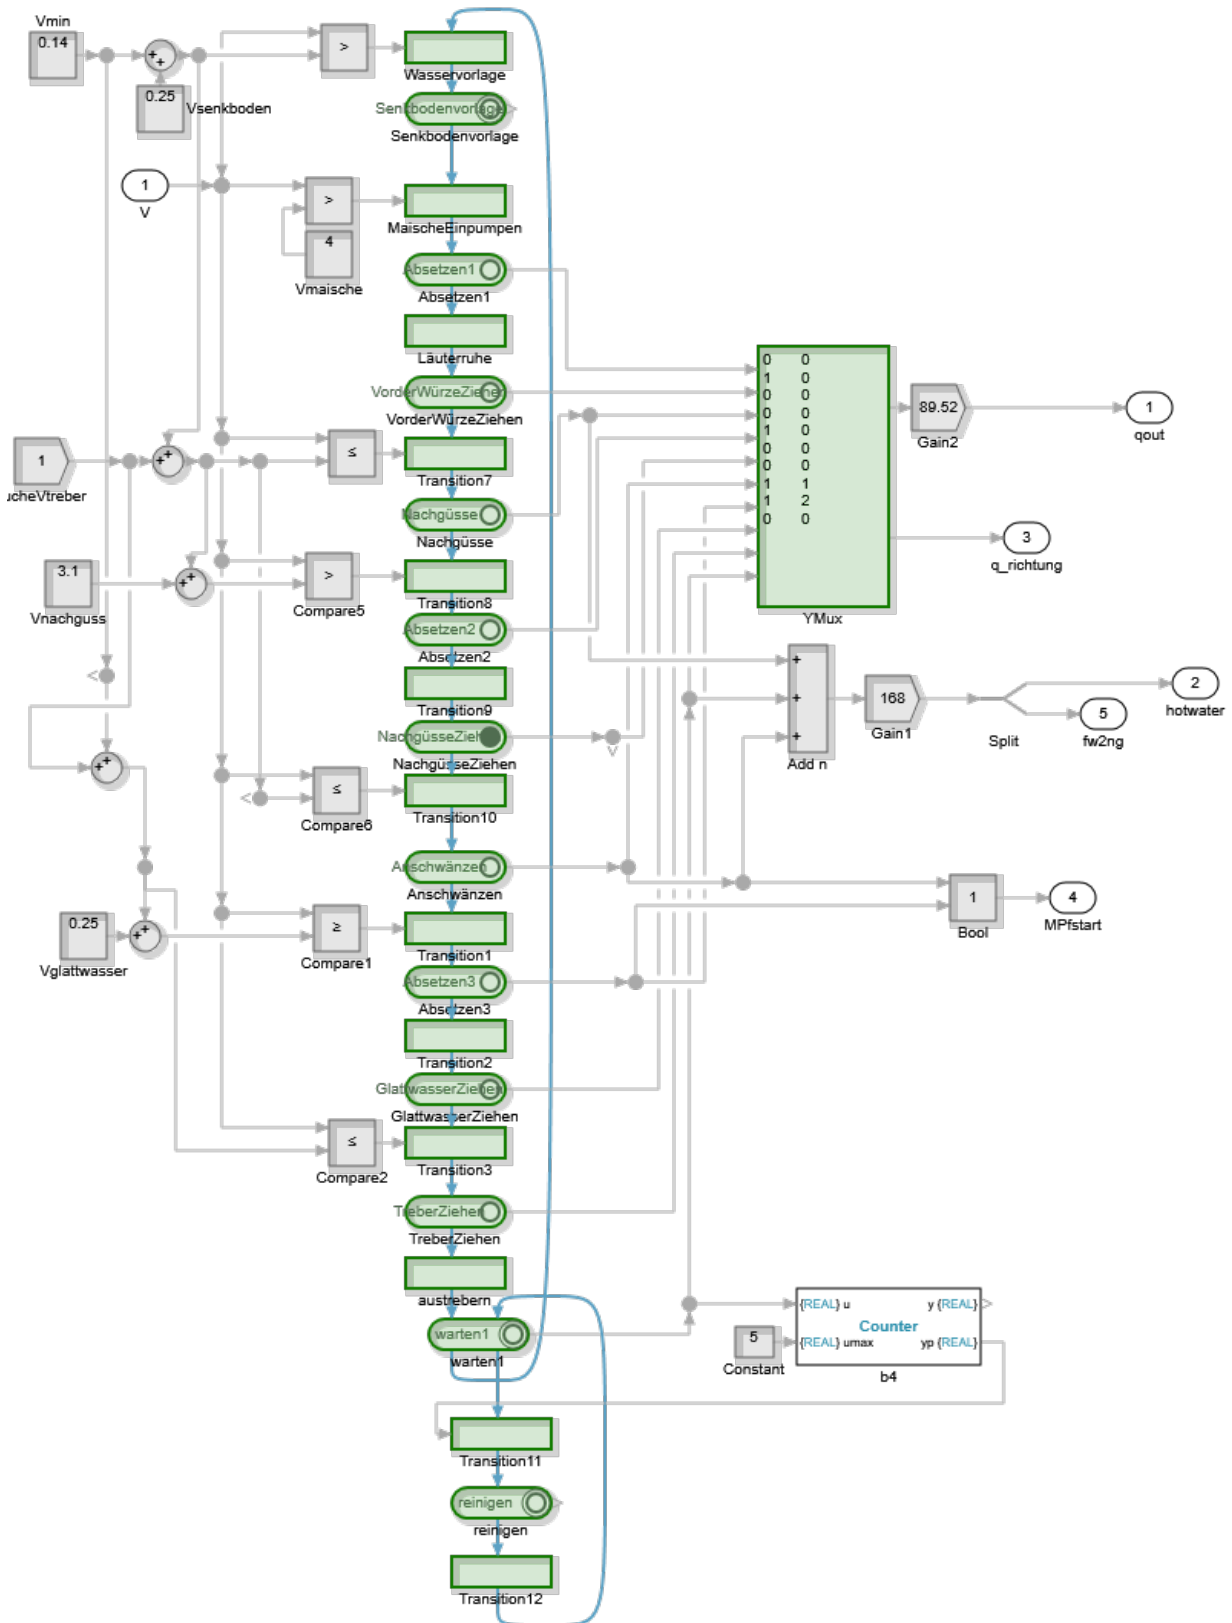 Vmin
0.14
++
0.25
Vsenkboden
>
Wasservorlage
Senkbodenvorlage
Senkbodenvorlage
1
V
>
4
Vmaische
MaischeEinpumpen
Absetzen1
Absetzen1
Läuterruhe
VorderWürzeZiehen
VorderWürzeZiehen
0 0
1 0
0 0
0 0
1 0
0 0
0 0
1 1
1 2
0 0
YMux
89.52
Gain2
1
qout
1
ucheVtreber
++
≤
Transition7
Nachgüsse
Nachgüsse
3.1
Vnachguss
++
>
Compare5
Transition8
3
q_richtung
Absetzen2
Absetzen2
Transition9
+
+
+
Add n
168
Gain1
Split
2
hotwater
5
fw2ng
NachgüsseZiehen
NachgüsseZiehen
++
≤
Compare6
Transition10
Anschwänzen
Anschwänzen
0.25
Vglattwasser
++
≥
Compare1
Transition1
1
Bool
4
MPfstart
Absetzen3
Absetzen3
Transition2
GlattwasserZiehen
GlattwasserZiehen
≤
Compare2
Transition3
TreberZiehen
TreberZiehen
austrebern
warten1
warten1
5
Constant
{REAL} u y {REAL}
Counter
{REAL} umax yp {REAL}
b4
Transition11
reinigen
reinigen
Transition12